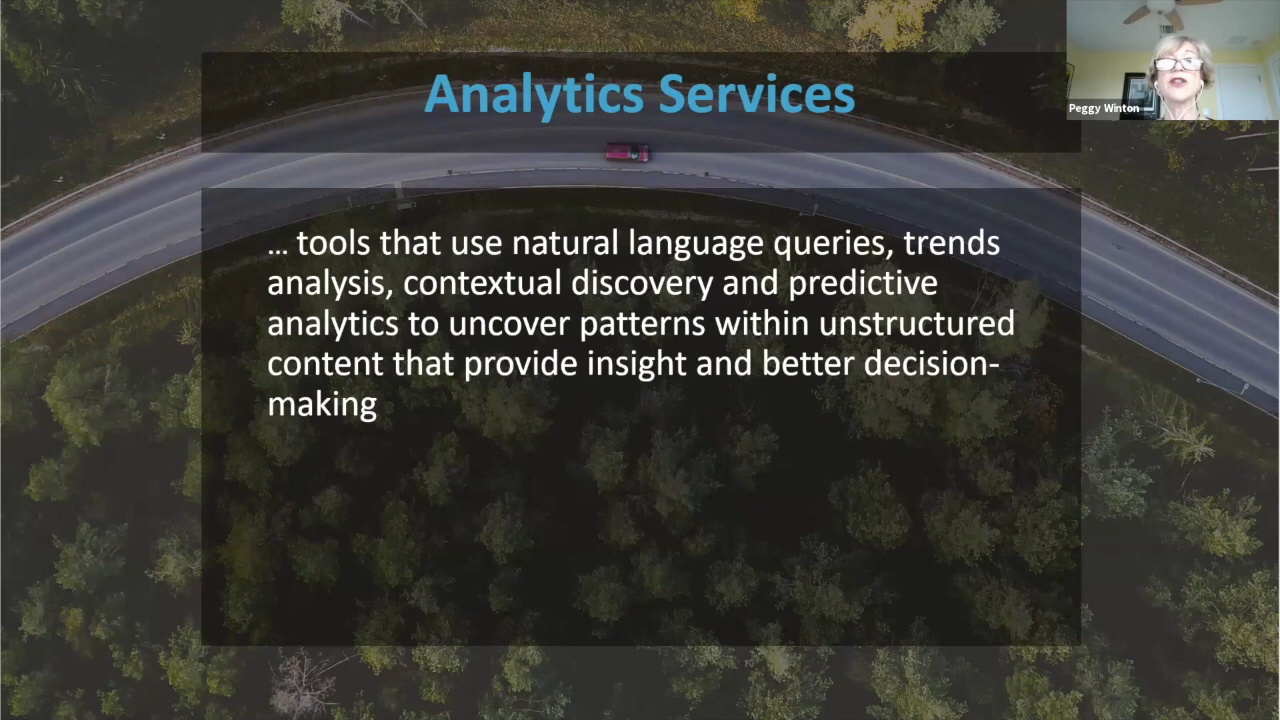 Analytics Services
Peggy Winton
… tools that use natural language queries, trends
analysis, contextual discovery and predictive
analytics to uncover patterns within unstructured
content that provide insight and better decision-
making